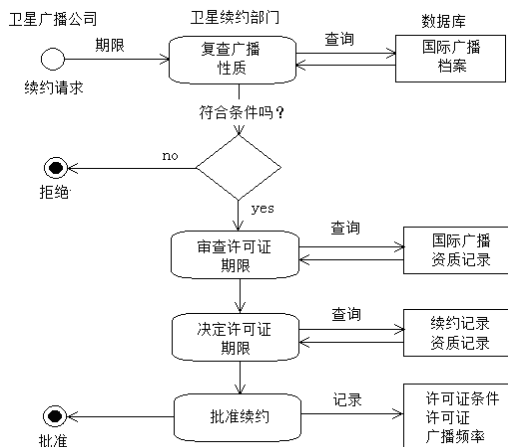 卫星广播公司
卫星续约部门
数据库
期限
续约请求
复查广播
性质
查询
国际广播
档案
符合条件吗？
no
拒绝
yes
审查许可证
期限
查询
国际广播
资质记录
决定许可证
期限
查询
续约记录
资质记录
批准
批准续约
记录
许可证条件
许可证
广播频率